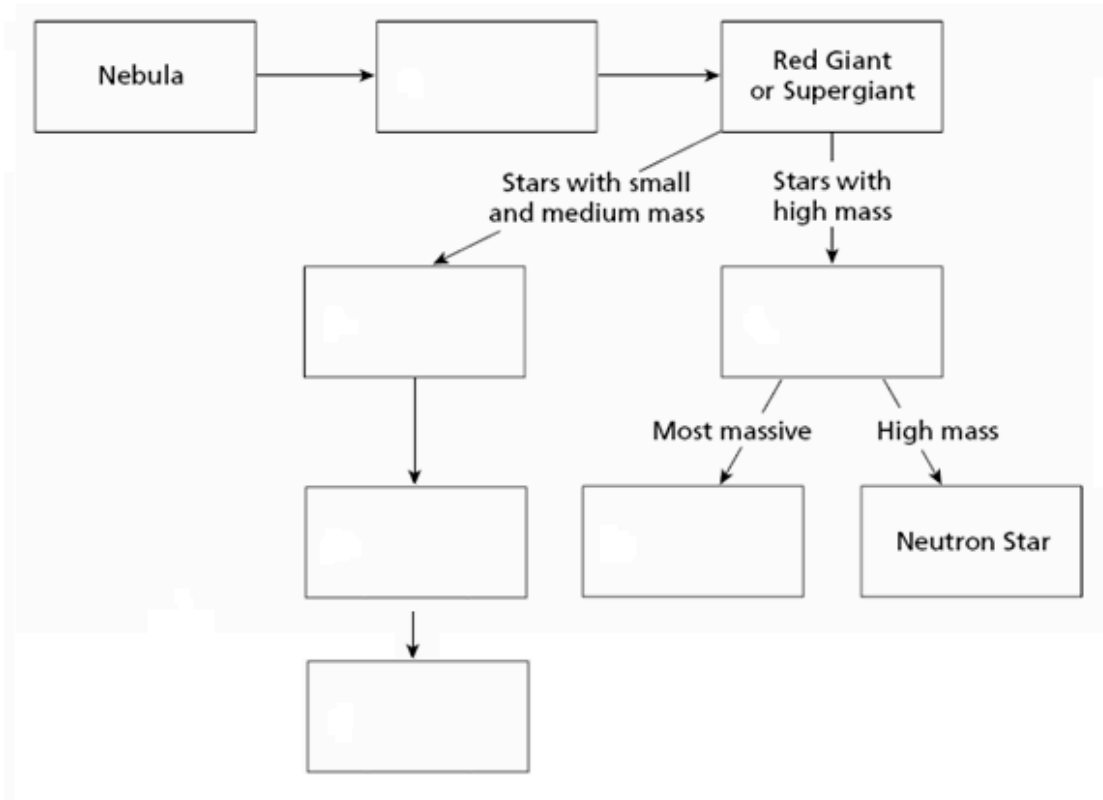 Nebula
Red Giant
or Supergiant
Stars with small
and medium mass
Stars with
high mass
Most massive
High mass
Neutron Star